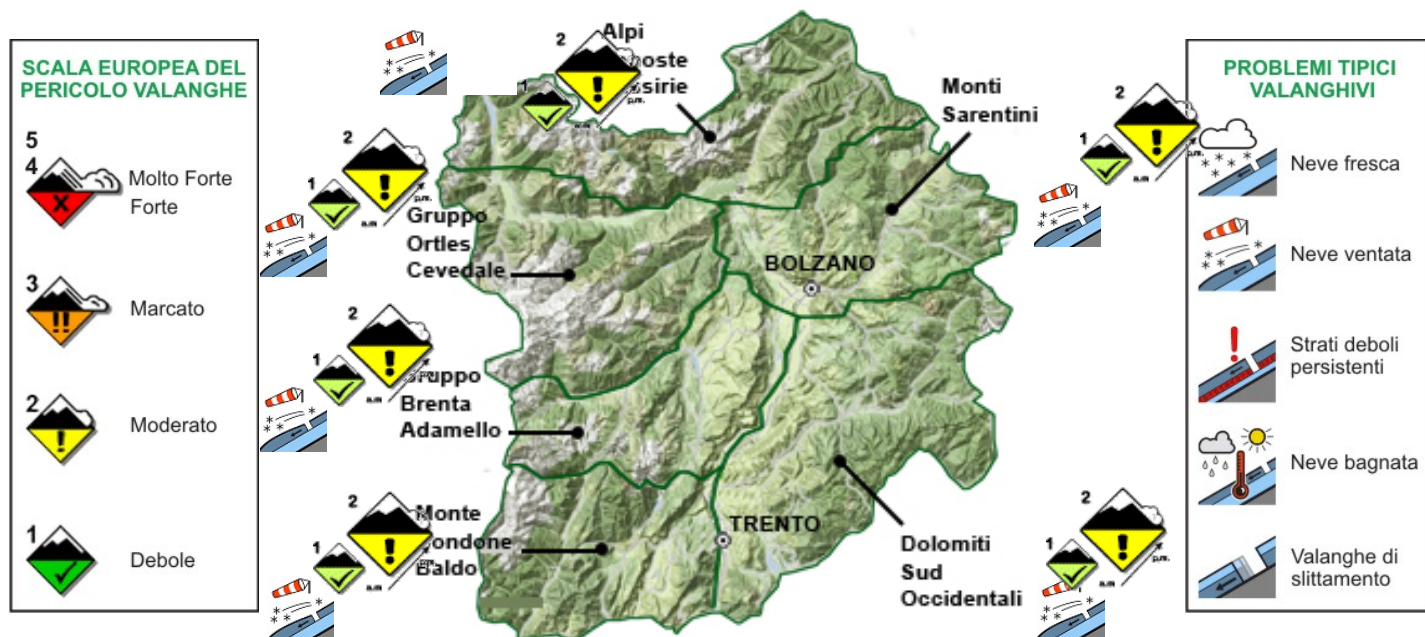 SCALA EUROPEA DEL
PERICOLO VALANGHE
5
4
Molto Forte
Forte
3
Marcato
2
Moderato
1
Debole
Alpi
2
1
p.m.
a.m
2
1
p.m.
a.m
Gruppo
Ortles
Cevedale
2
1
a.m
Brenta
Adamello
2
1
a.m
Monte
Baldo
BOLZANO
TRENTO
Monti
Sarentini
2
1
p.m.
a.m
Dolomiti
Sud
Occidentali
2
1
p.m.
a.m
PROBLEMI TIPICI
VALANGHIVI
Neve fresca
Neve ventata
Strati deboli
persistenti
Neve bagnata
Valanghe di
slittamento